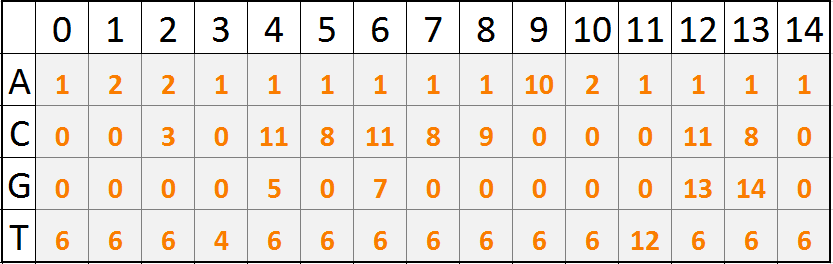 0 1 2 3 4 5 6 7 8 9 10 11 12 13 14
A 1 2 2 1 1 1 1 1 1 10 2 1 1 1 1
C 0 0 3 0 11 8 11 8 9 0 0 0 11 8 0
G 0 0 0 0 5 0 7 0 0 0 0 0 13 14 0
T 6 6 6 4 6 6 6 6 6 6 6 12 6 6 6